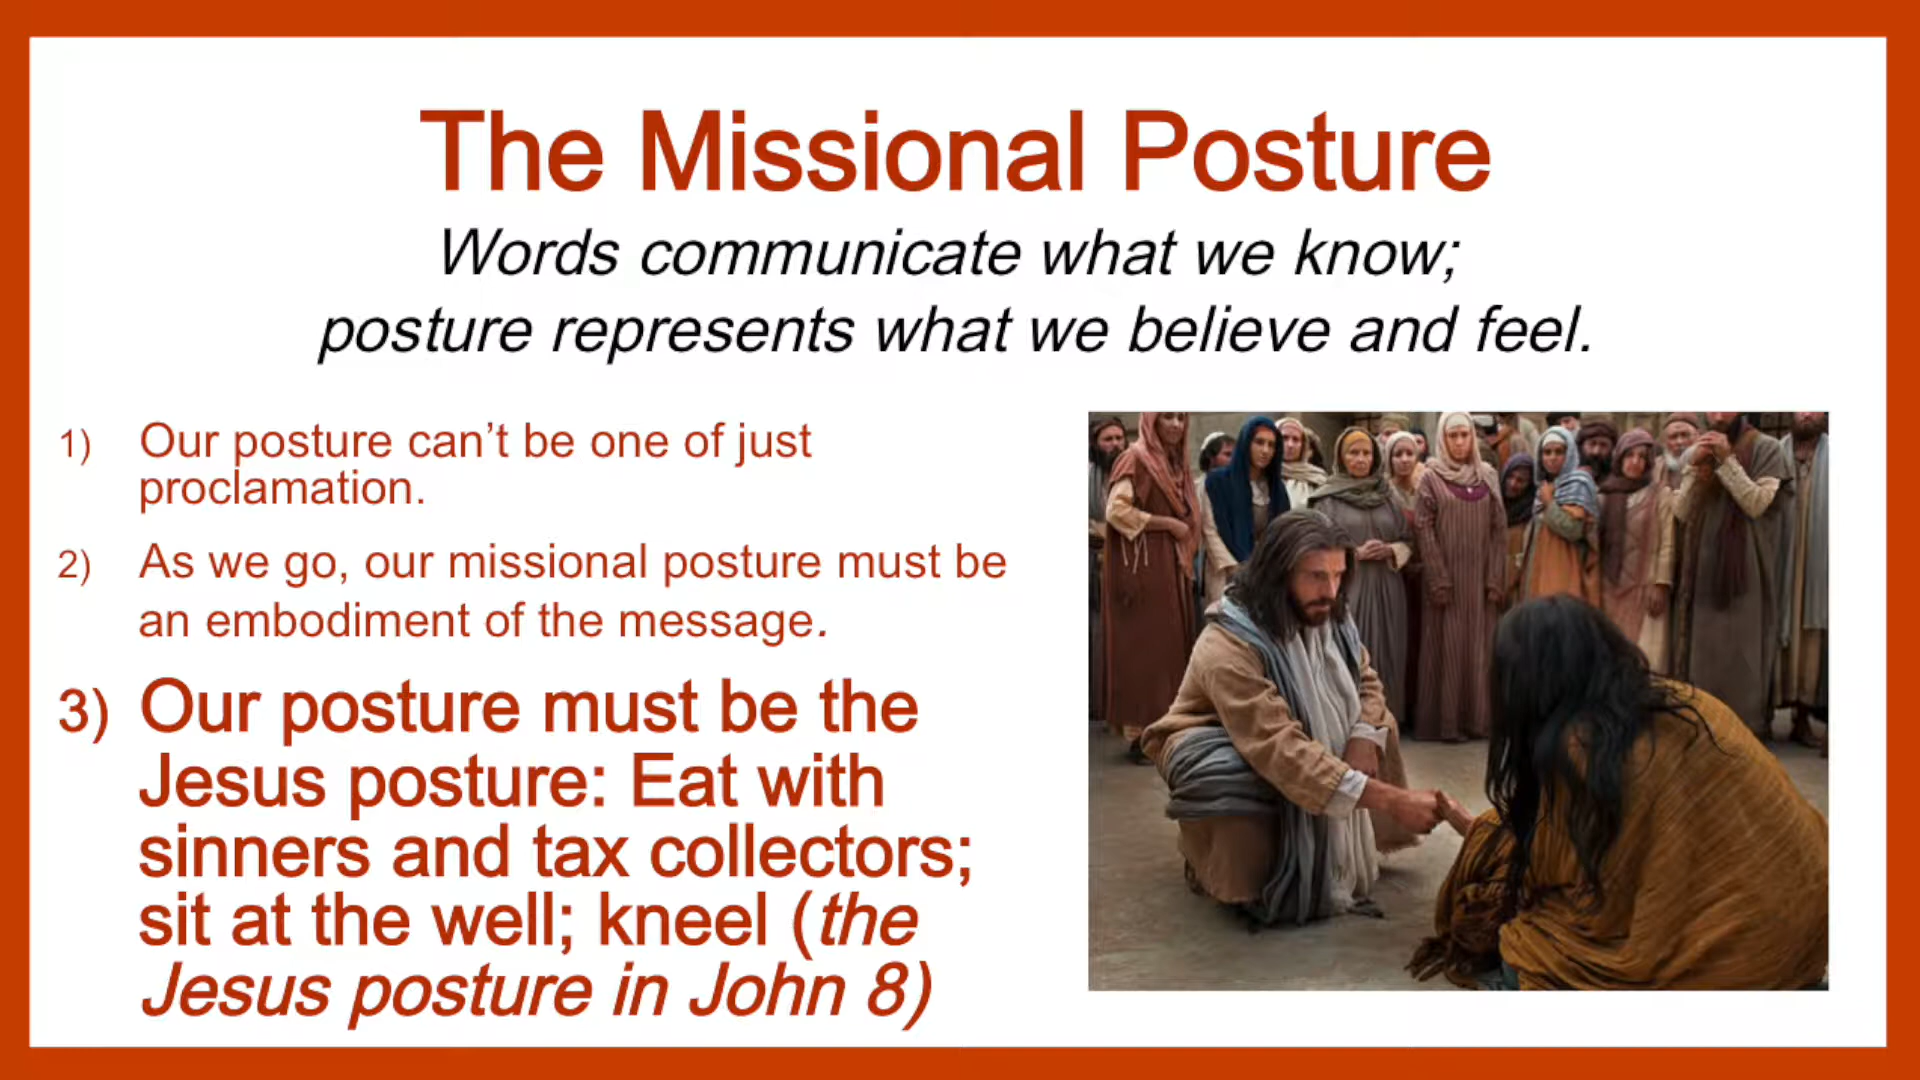 The Missional Posture
Words communicate what we know;
posture represents what we believe and feel.
1) Our posture can’t be one of just
proclamation.
2) As we go, our missional posture must be
an embodiment of the message.
3) Our posture must be the
Jesus posture: Eat with
sinners and tax collectors;
sit at the well; kneel (the
Jesus posture in John 8)